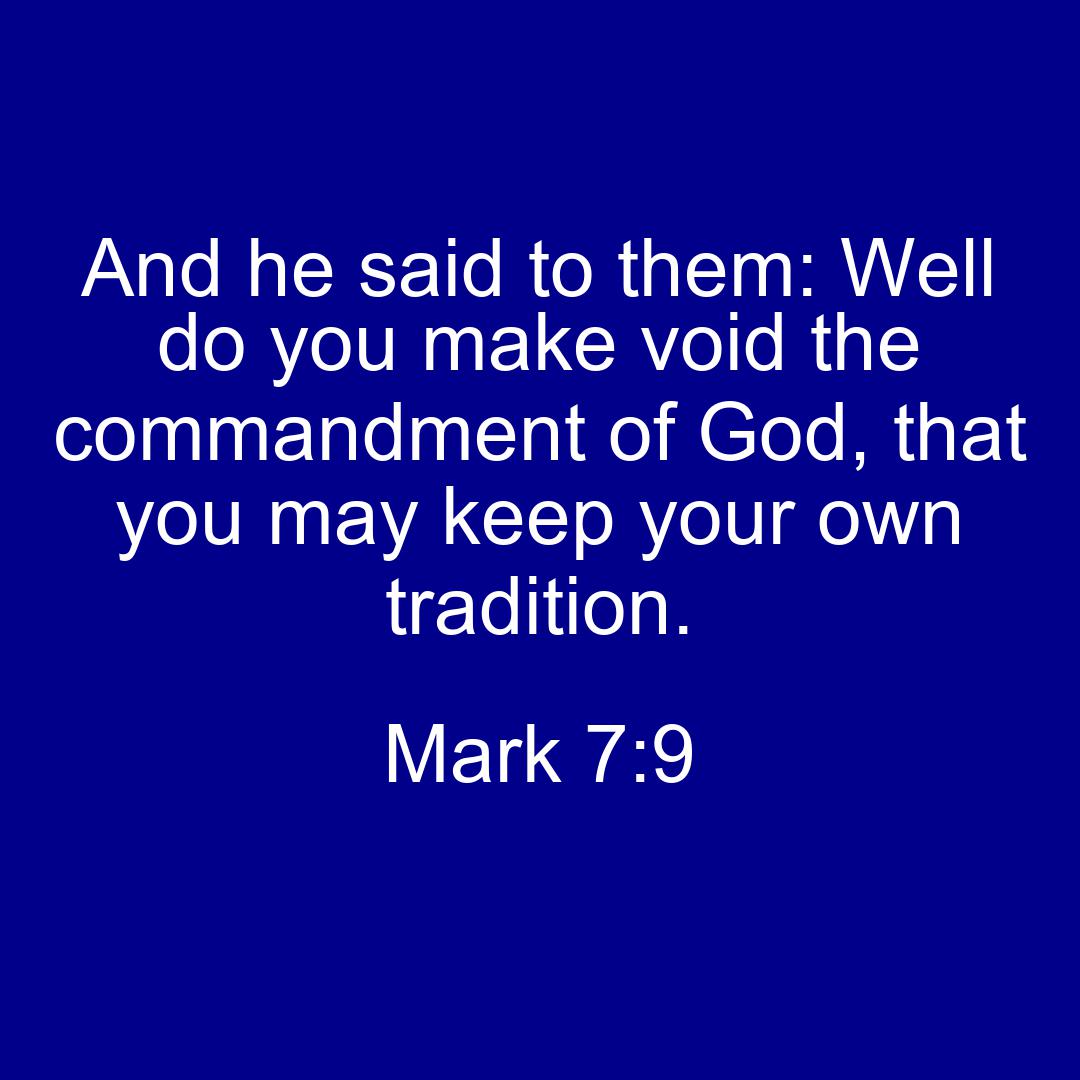 And he said to them: Well
do you make void the
commandment of God, that
you may keep your own
tradition.
Mark 7:9